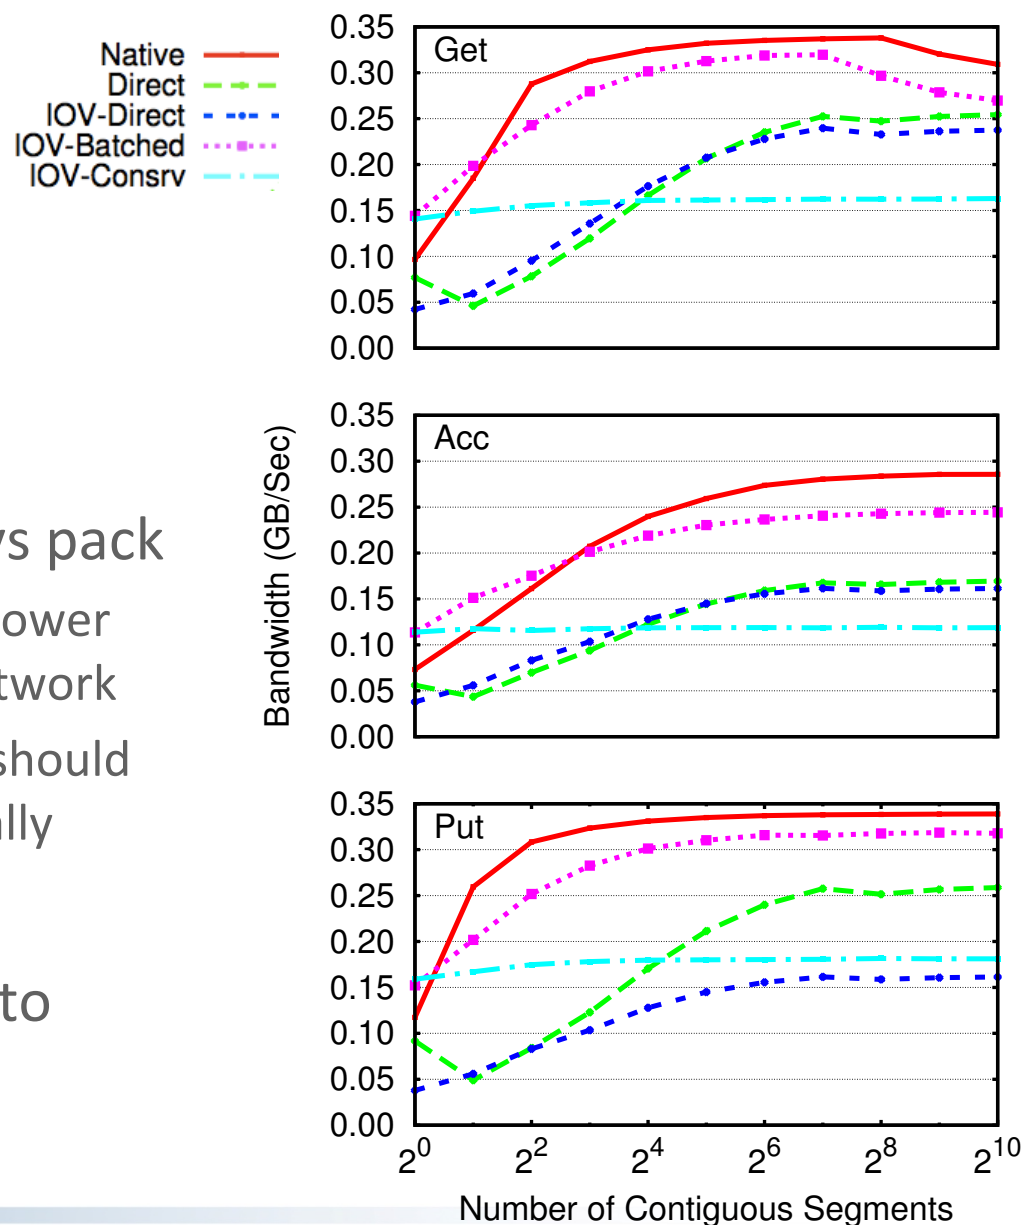 Native
Direct
IOV-Direct
IOV-Batched
IOV-Consrv
ys pack
ower
twork
should
ally
to
Bandwidth (GB/Sec)
Get
0.35
0.30
0.25
0.20
0.15
0.10
0.05
0.00
Acc
0.35
0.30
0.25
0.20
0.15
0.10
0.05
0.00
Put
0.35
0.30
0.25
0.20
0.15
0.10
0.05
0.00
2^0 2^2 2^4 2^6 2^8 2^10
Number of Contiguous Segments